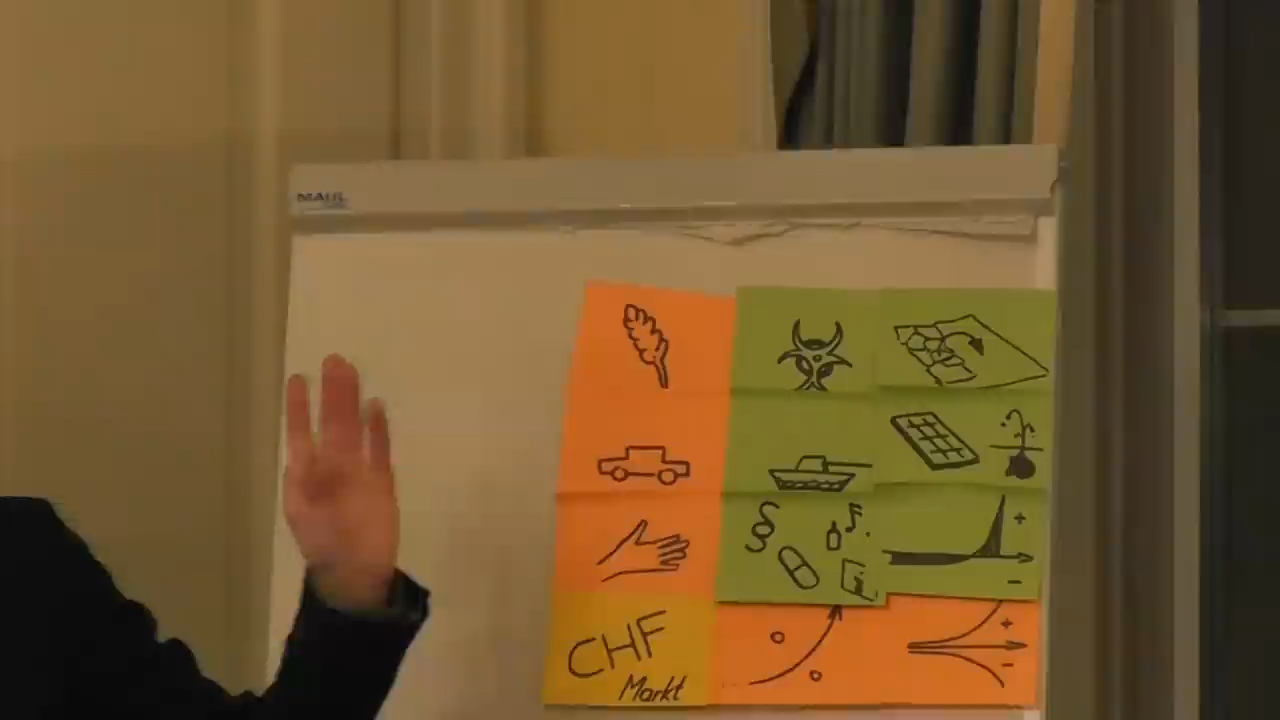 MAUL
§
F.
+
-
CHF
Markt
+
-